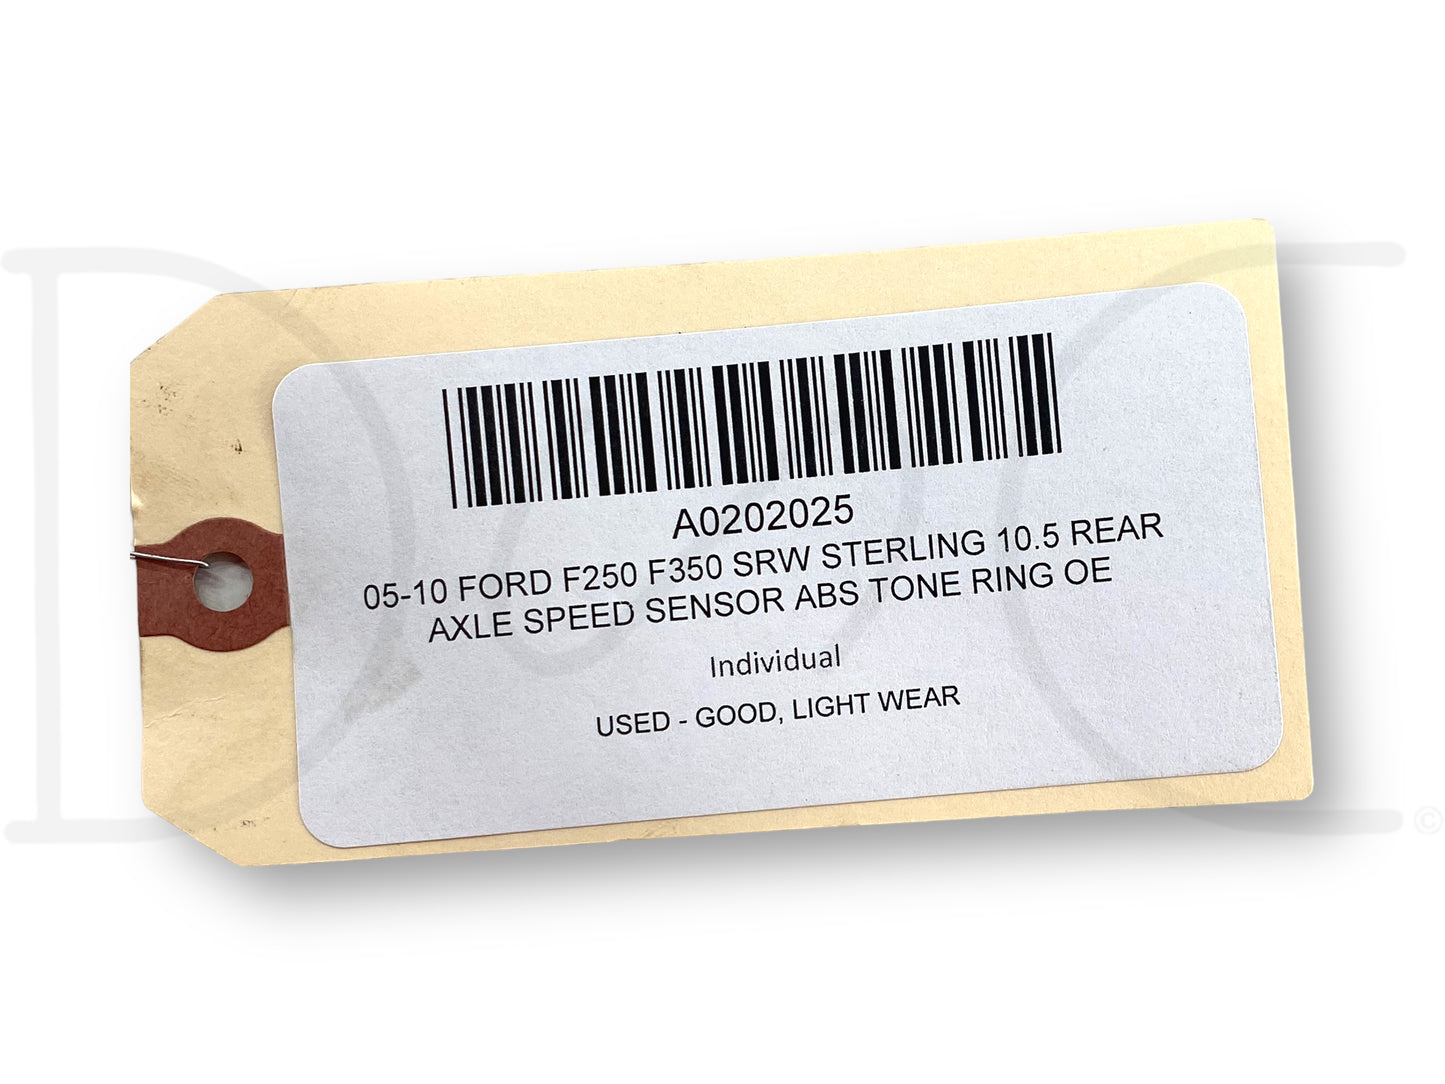 A0202025
05-10 FORD F250 F350 SRW STERLING 10.5 REAR
AXLE SPEED SENSOR ABS TONE RING OE
Individual
USED - GOOD, LIGHT WEAR
©